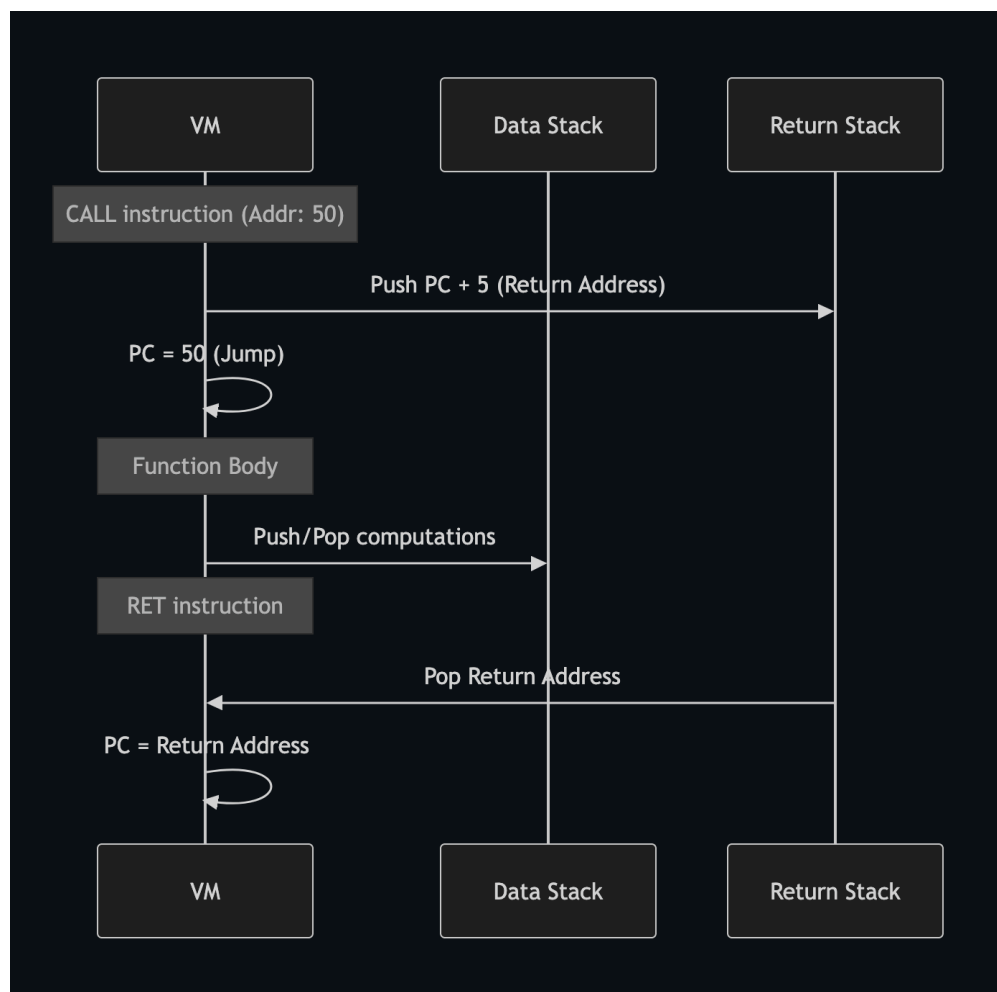 VM
Data Stack
Return Stack
CALL instruction (Addr: 50)
Push PC + 5 (Return Address)
PC = 50 (Jump)
Function Body
Push/Pop computations
RET instruction
Pop Return Address
PC = Return Address
VM
Data Stack
Return Stack